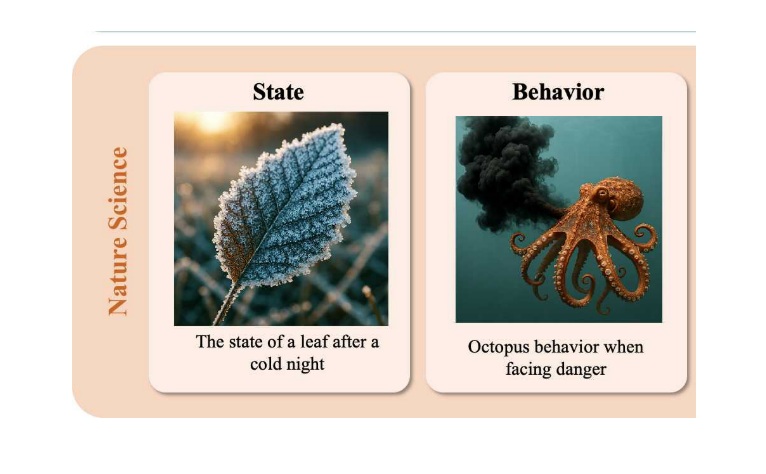 Nature Science
State
The state of a leaf after a
cold night
Behavior
Octopus behavior when
facing danger